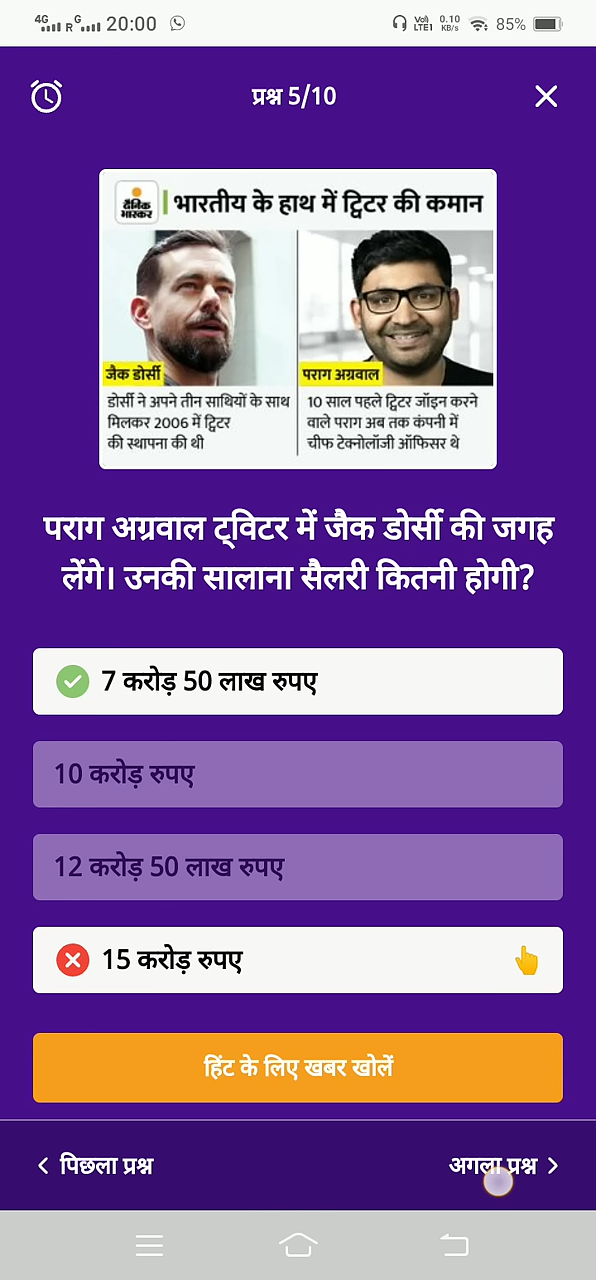 4G R G 20:00 Vo) LTE1 0.10 KB/s 85%
प्रश्न 5/10
दैनिक भास्कर
भारतीय के हाथ में ट्विटर की कमान
जैक डोर्सी
डोर्सी ने अपने तीन साथियों के साथ
मिलकर 2006 में ट्विटर
की स्थापना की थी
पराग अग्रवाल
10 साल पहले ट्विटर जॉइन करने
वाले पराग अब तक कंपनी में
चीफ टेक्नोलॉजी ऑफिसर थे
पराग अग्रवाल ट्विटर में जैक डोर्सी की जगह
लेंगे। उनकी सालाना सैलरी कितनी होगी?
7 करोड़ 50 लाख रुपए
10 करोड़ रुपए
12 करोड़ 50 लाख रुपए
15 करोड़ रुपए
हिंट के लिए खबर खोलें
पिछला प्रश्न
अगला प्रश्न